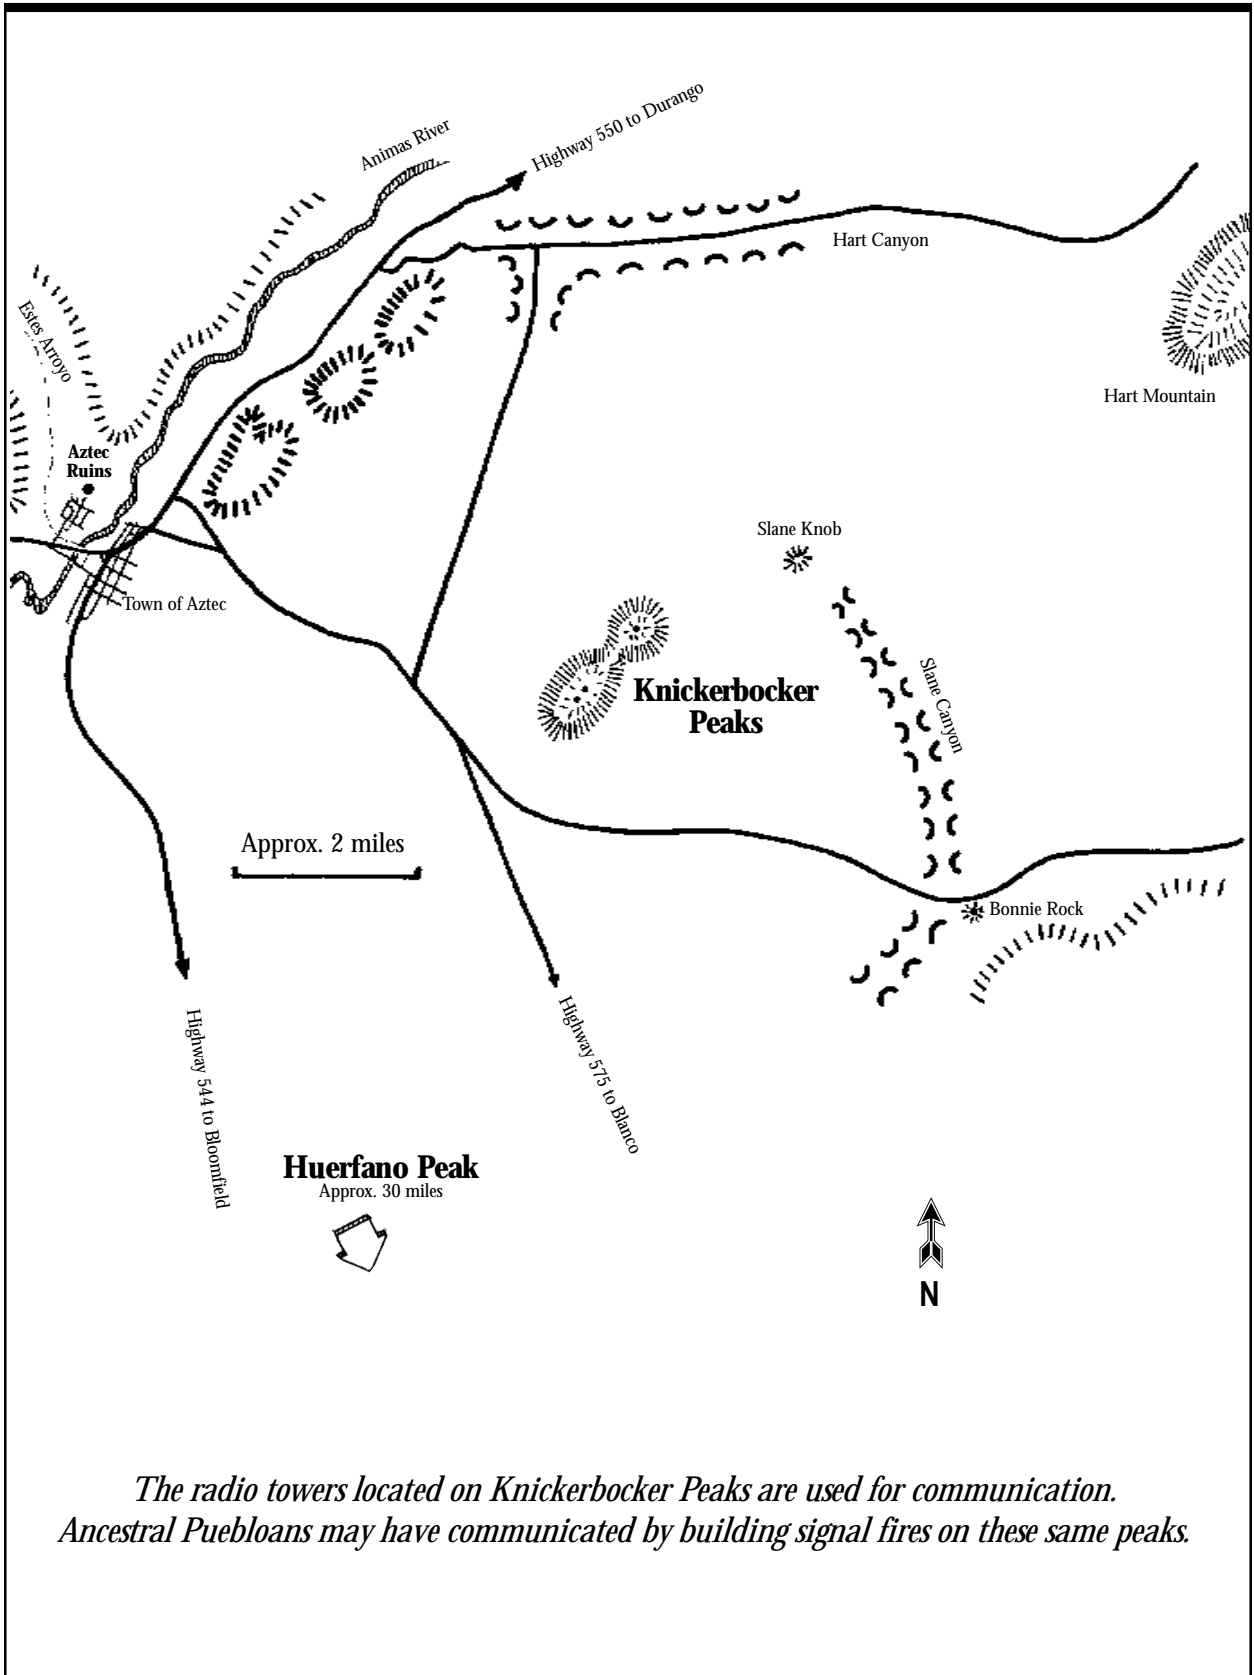 Highway 550 to Durango
Animas River
Hart Canyon
Estes Arroyo
Hart Mountain
Aztec
Ruins
Slane Knob
Town of Aztec
Slane Canyon
Knickerbocker
Peaks
Approx. 2 miles
Bonnie Rock
Highway 544 to Bloomfield
Highway 575 to Blanco
Huerfano Peak
Approx. 30 miles
N
The radio towers located on Knickerbocker Peaks are used for communication.
Ancestral Puebloans may have communicated by building signal fires on these same peaks.